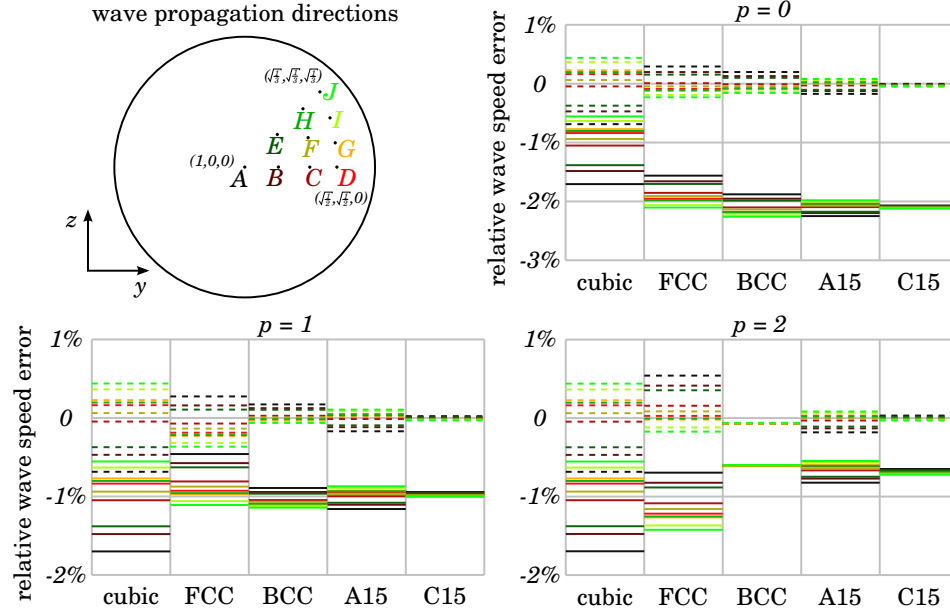 wave propagation directions
(√⅓,√⅓,√⅓)
J
H
I
E
F
G
(1,0,0)
A
B
C
D
(√½,√½,0)
z
y
p = 0
relative wave speed error
1%
0
-1%
-2%
-3%
cubic
FCC
BCC
A15
C15
p = 1
relative wave speed error
1%
0
-1%
-2%
cubic
FCC
BCC
A15
C15
p = 2
1%
0
-1%
-2%
cubic
FCC
BCC
A15
C15